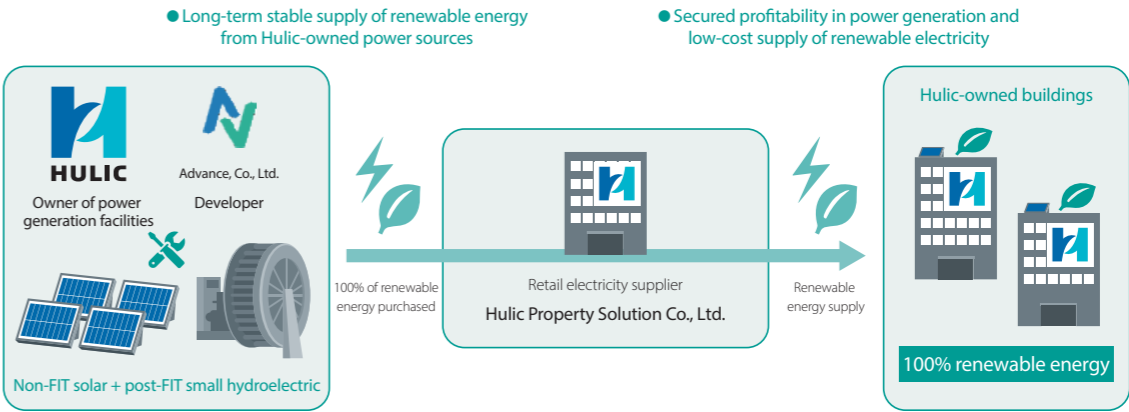 ● Long-term stable supply of renewable energy
from Hulic-owned power sources
● Secured profitability in power generation and
low-cost supply of renewable electricity
HULIC
Owner of power
generation facilities
Advance, Co., Ltd.
Developer
Non-FIT solar + post-FIT small hydroelectric
100% of renewable
energy purchased
Retail electricity supplier
Hulic Property Solution Co., Ltd.
Renewable
energy supply
Hulic-owned buildings
100% renewable energy